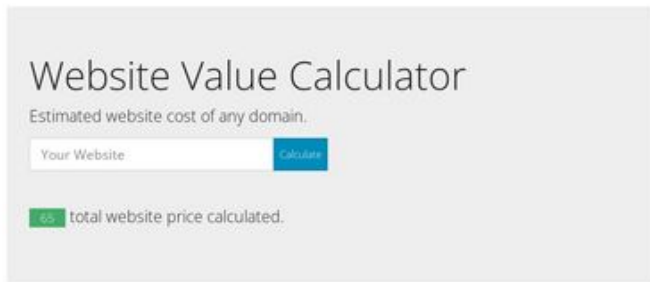 Website Value Calculator
Estimated website cost of any domain.
Your Website Calculate
65 total website price calculated.